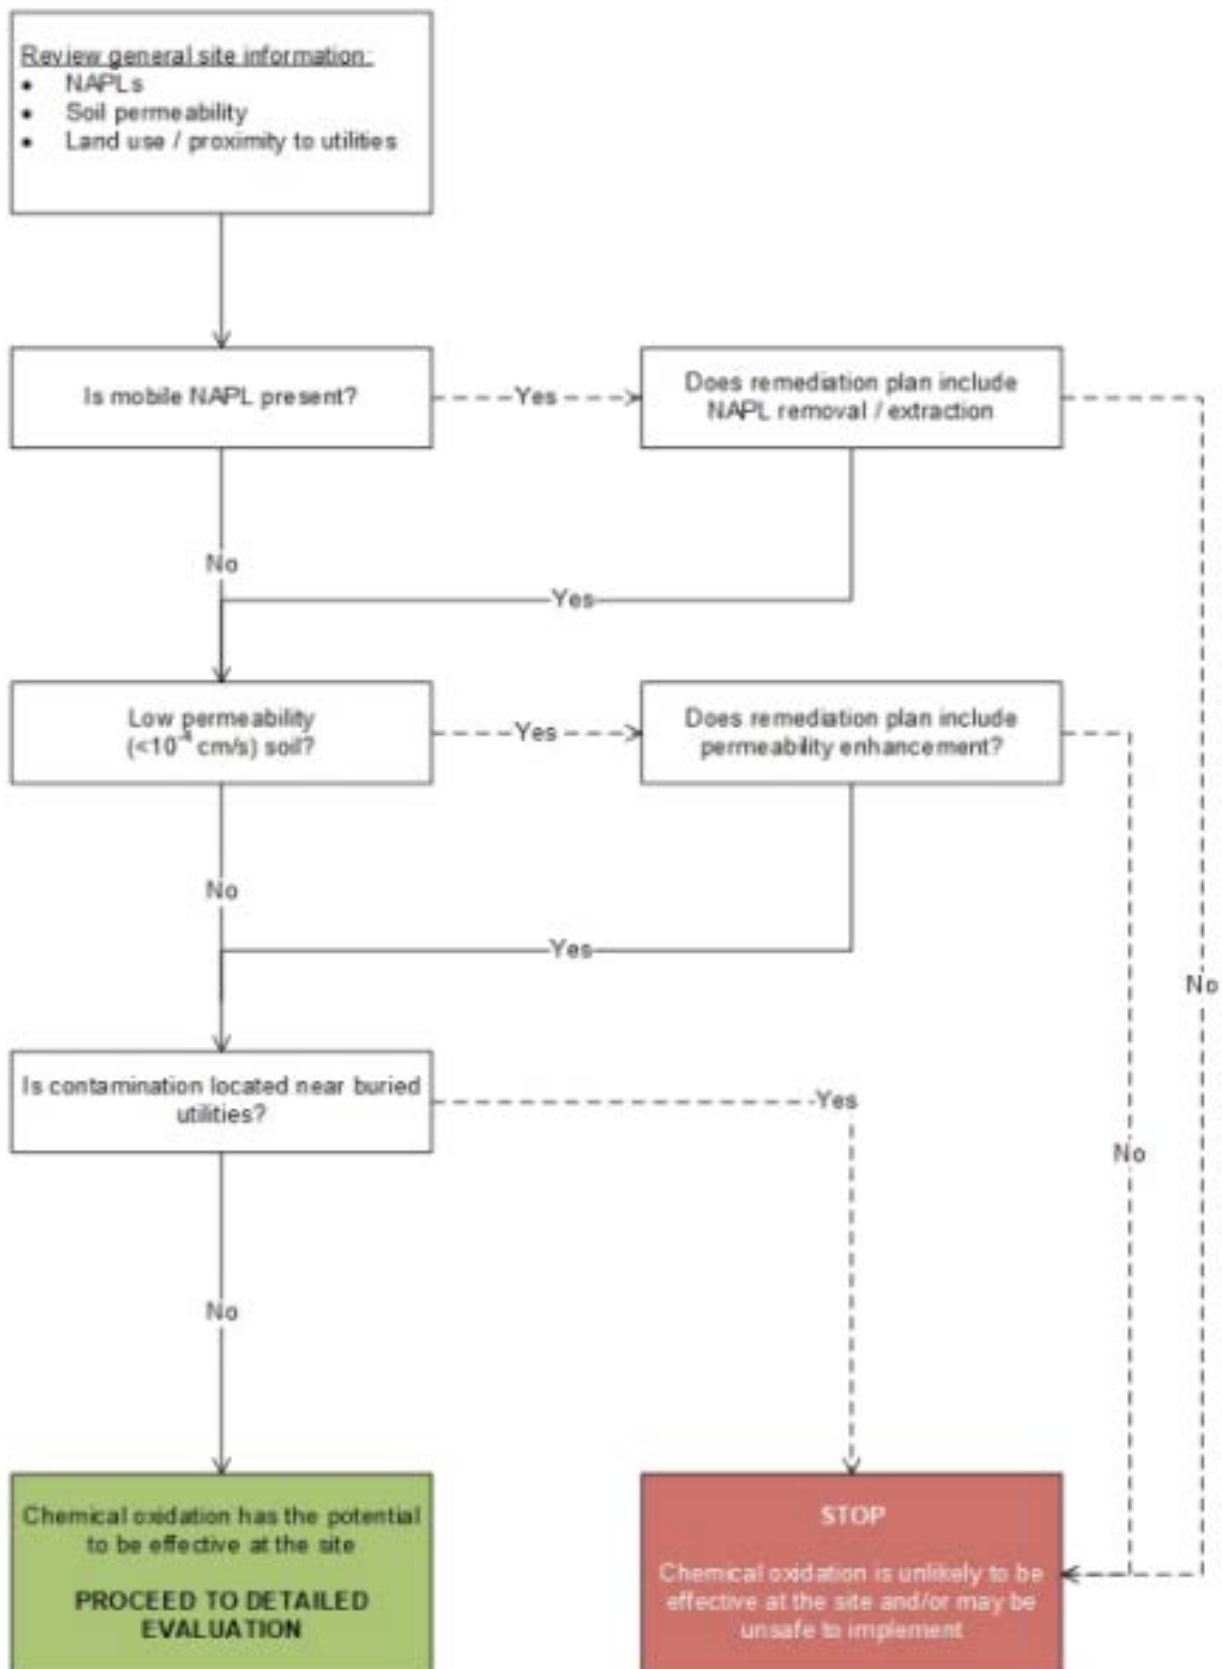 Review general site information:
• NAPLs
• Soil permeability
• Land use / proximity to utilities
Is mobile NAPL present?
Yes
Does remediation plan include
NAPL removal / extraction
No
Yes
Low permeability
(<10⁻⁴ cm/s) soil?
Yes
Does remediation plan include
permeability enhancement?
No
Yes
No
Is contamination located near buried
utilities?
Yes
No
No
Chemical oxidation has the potential
to be effective at the site
PROCEED TO DETAILED
EVALUATION
STOP
Chemical oxidation is unlikely to be
effective at the site and/or may be
unsafe to implement